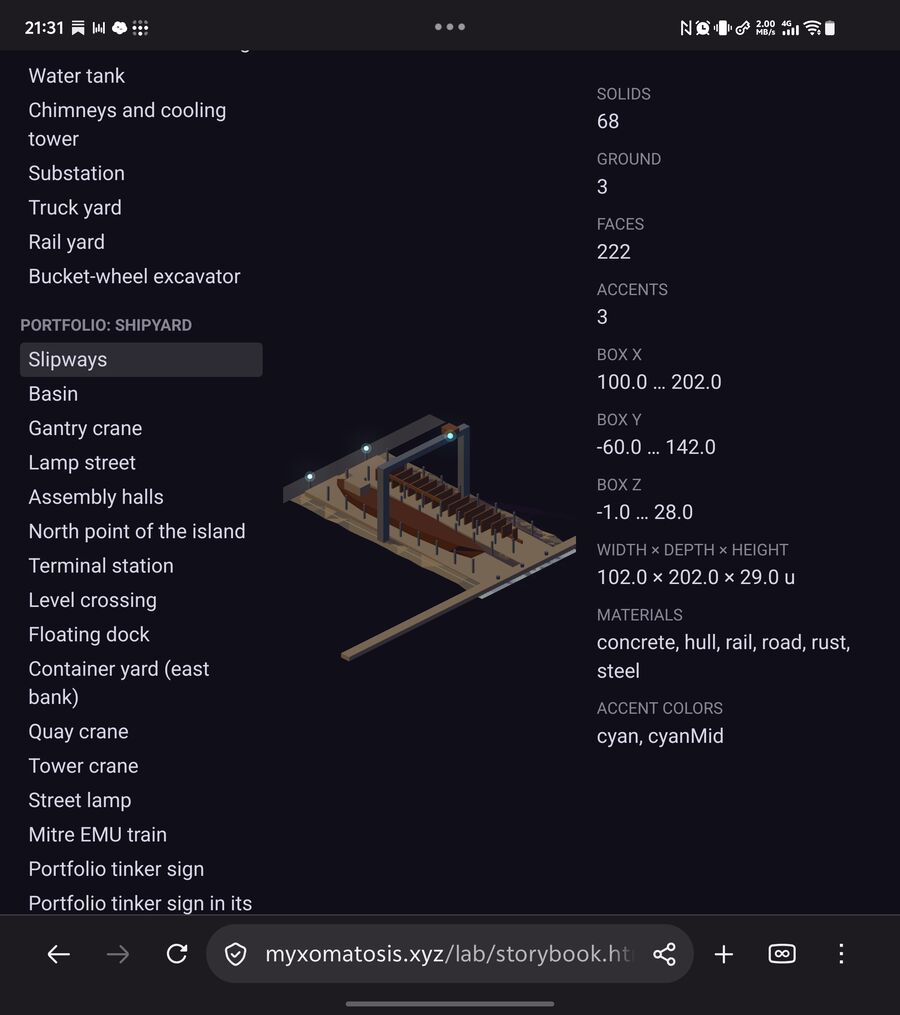 21:31
2.00
MB/s
4G
Water tank
Chimneys and cooling
tower
Substation
Truck yard
Rail yard
Bucket-wheel excavator
PORTFOLIO: SHIPYARD
Slipways
Basin
Gantry crane
Lamp street
Assembly halls
North point of the island
Terminal station
Level crossing
Floating dock
Container yard (east
bank)
Quay crane
Tower crane
Street lamp
Mitre EMU train
Portfolio tinker sign
Portfolio tinker sign in its
SOLIDS
68
GROUND
3
FACES
222
ACCENTS
3
BOX X
100.0 … 202.0
BOX Y
-60.0 … 142.0
BOX Z
-1.0 … 28.0
WIDTH × DEPTH × HEIGHT
102.0 × 202.0 × 29.0 u
MATERIALS
concrete, hull, rail, road, rust,
steel
ACCENT COLORS
cyan, cyanMid
myxomatosis.xyz/lab/storybook.ht